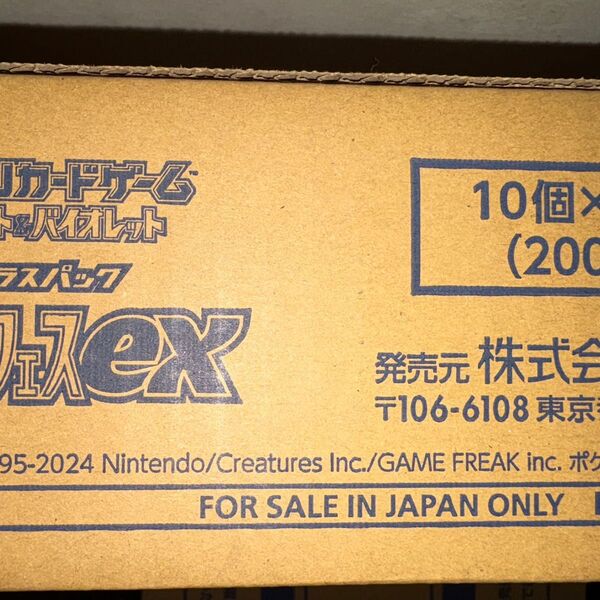 カードゲーム™
ト&バイオレット
ラスパック
フェスex
10個×
(200
発売元 株式会
〒106-6108 東京
95-2024 Nintendo/Creatures Inc./GAME FREAK inc. ポケ
FOR SALE IN JAPAN ONLY